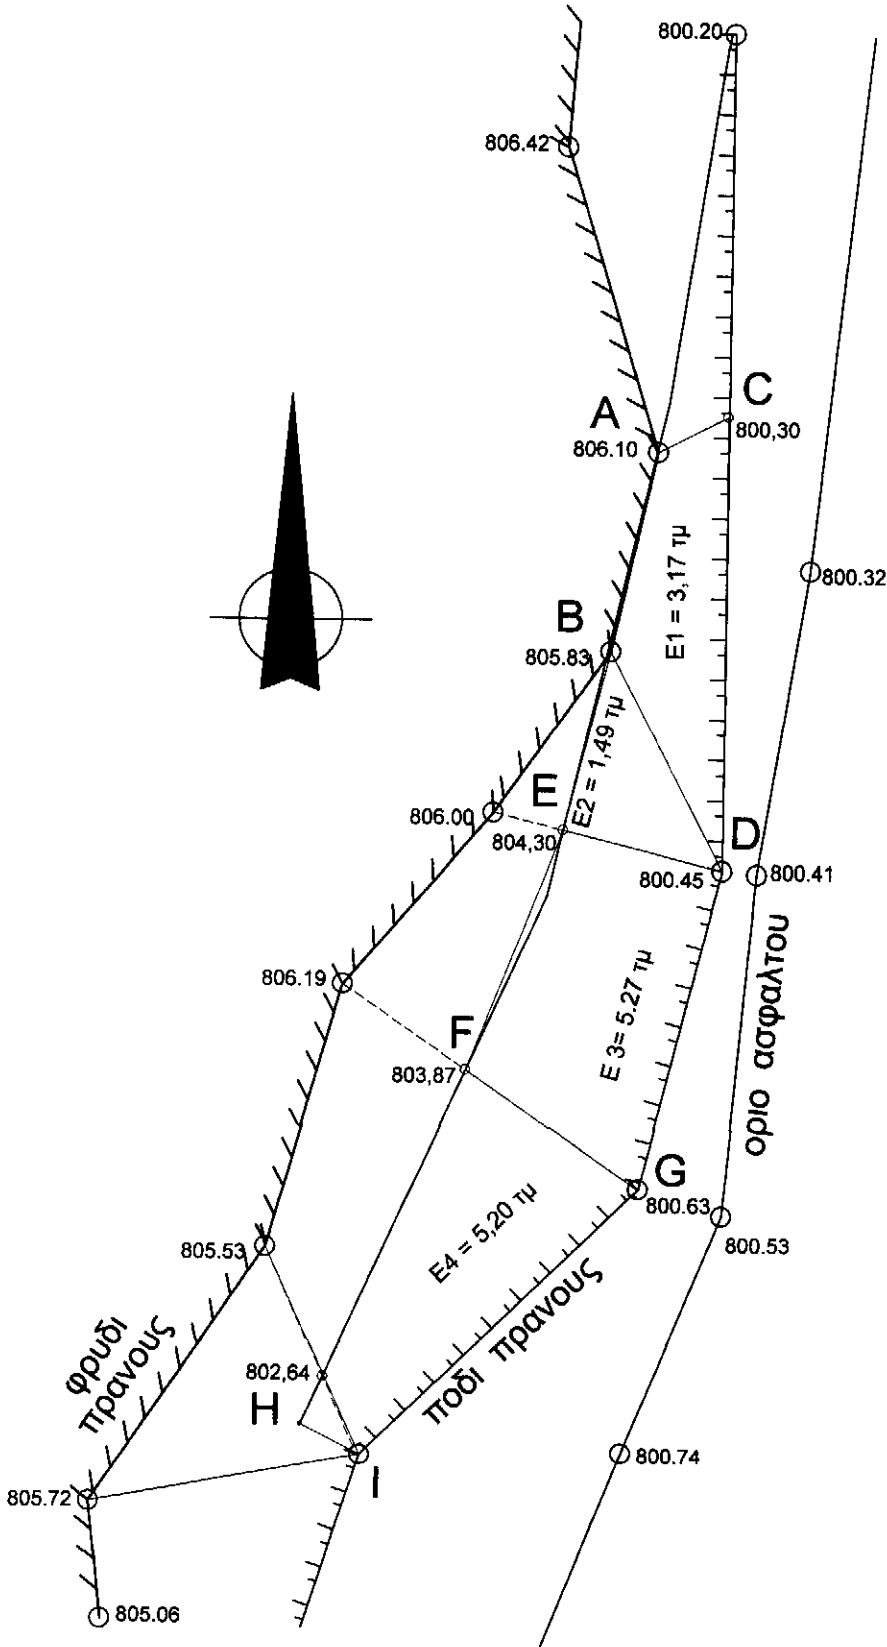 800.20
806.42
C
A
800,30
806.10
800.32
E1 = 3,17 τμ
B
805.83
E2 = 1,49 τμ
E
806.00
804,30
D
800.45
800.41
806.19
οριο ασφαλτου
E 3= 5.27 τμ
F
803,87
G
800.63
800.53
E4 = 5,20 τμ
805.53
φρυδι
πρανους
ποδι πρανους
802,64
H
800.74
I
805.72
805.06